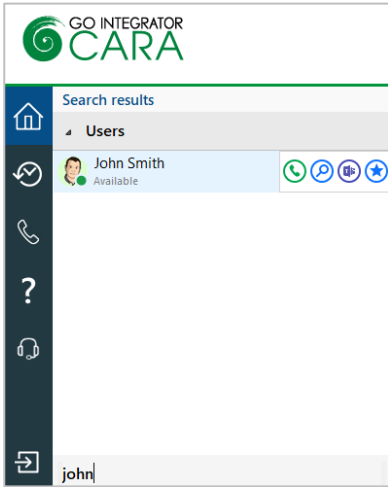 GO INTEGRATOR
CARA
Search results
Users
John Smith
Available
?
john